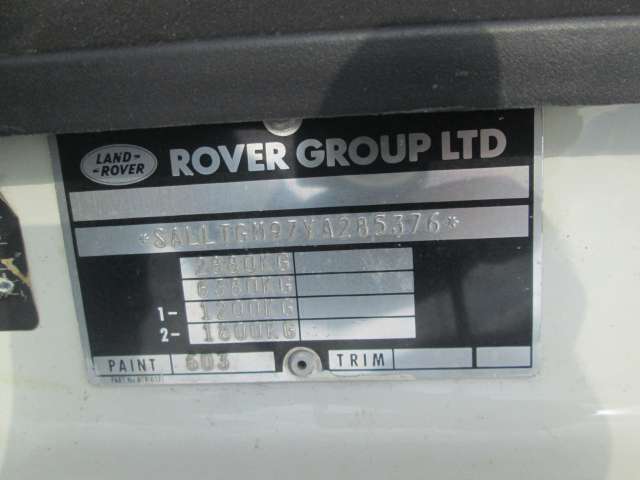 LAND-
-ROVER
ROVER GROUP LTD
*SALLTGM97YA285376*
2880KG
6380KG
1- 1200KG
2- 1800KG
PAINT 603 TRIM